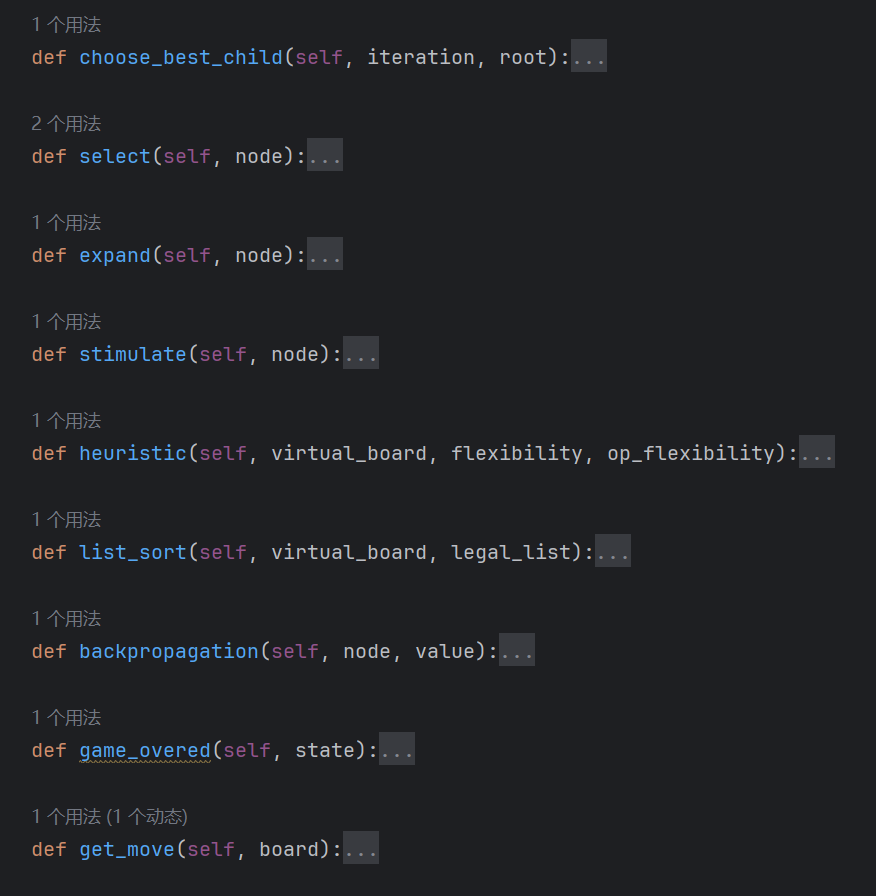 1 个用法
def choose_best_child(self, iteration, root):...
2 个用法
def select(self, node):...
1 个用法
def expand(self, node):...
1 个用法
def stimulate(self, node):...
1 个用法
def heuristic(self, virtual_board, flexibility, op_flexibility):...
1 个用法
def list_sort(self, virtual_board, legal_list):...
1 个用法
def backpropagation(self, node, value):...
1 个用法
def game_overed(self, state):...
1 个用法 (1 个动态)
def get_move(self, board):...